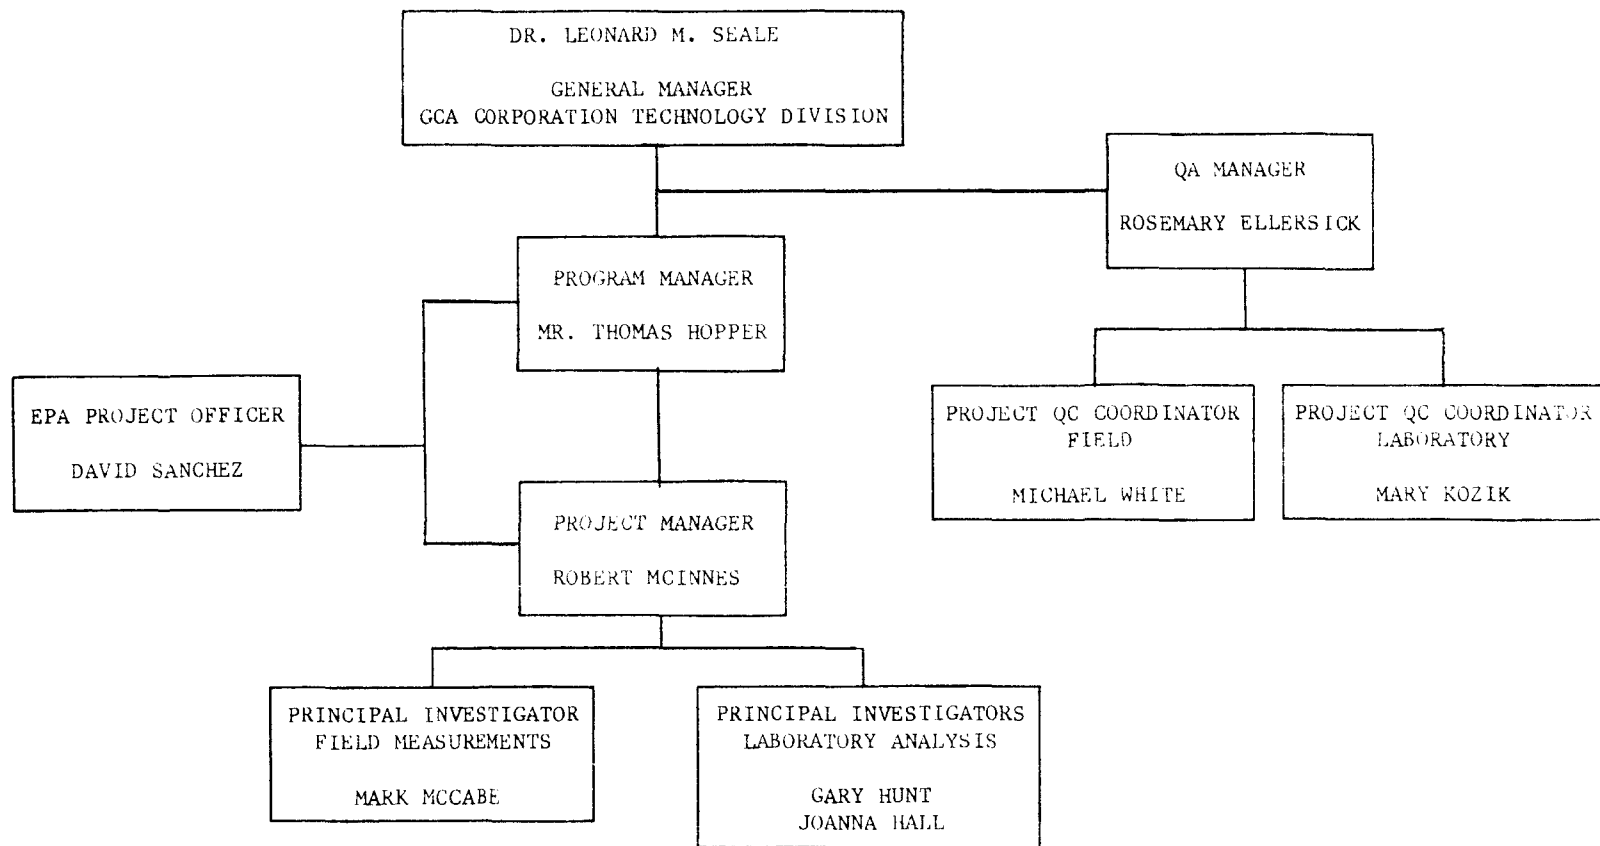 DR. LEONARD M. SEALE
GENERAL MANAGER
GCA CORPORATION TECHNOLOGY DIVISION
QA MANAGER
ROSEMARY ELLERSICK
PROGRAM MANAGER
MR. THOMAS HOPPER
EPA PROJECT OFFICER
DAVID SANCHEZ
PROJECT QC COORDINATOR
FIELD
MICHAEL WHITE
PROJECT QC COORDINATOR
LABORATORY
MARY KOZIK
PROJECT MANAGER
ROBERT MCINNES
PRINCIPAL INVESTIGATOR
FIELD MEASUREMENTS
MARK MCCABE
PRINCIPAL INVESTIGATORS
LABORATORY ANALYSIS
GARY HUNT
JOANNA HALL